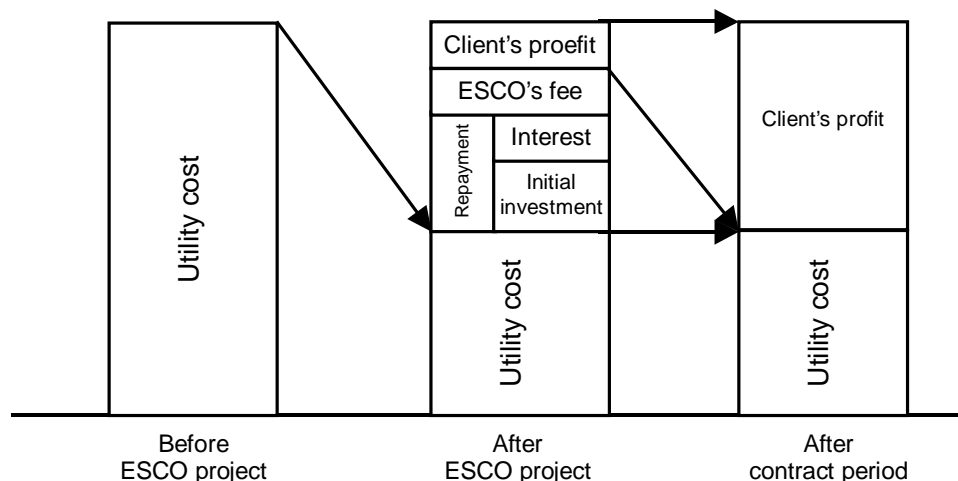 Utility cost
Client's proefit
ESCO's fee
Repayment
Interest
Initial
investment
Utility cost
Client's profit
Utility cost
Before
ESCO project
After
ESCO project
After
contract period